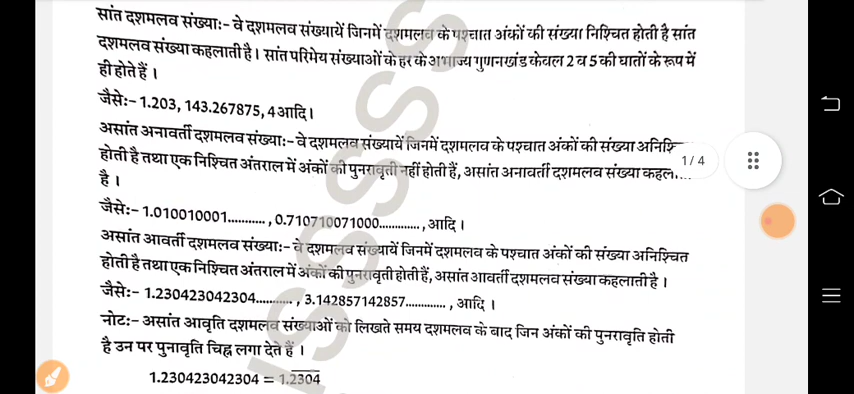 सांत दशमलव संख्याः- वे दशमलव संख्यायें जिनमें दशमलव के पश्चात अंकों की संख्या निश्चित होती है सांत
दशमलव संख्या कहलाती है। सांत परिमेय संख्याओं के हर के अभाज्य गुणनखंड केवल 2 व 5 की घातों के रूप में
ही होते हैं ।
जैसेः- 1.203, 143.267875, 4 आदि।
असांत अनावर्ती दशमलव संख्याः- वे दशमलव संख्यायें जिनमें दशमलव के पश्चात अंकों की संख्या
1/4
होती है तथा एक निश्चित अंतराल में अंकों की पुनरावृती नहीं होती हैं, असांत अनावर्ती दशमलव संख्या
है ।
जैसेः- 1.010010001..........., 0.710710071000............., आदि ।
असांत आवर्ती दशमलव संख्याः- वे दशमलव संख्यायें जिनमें दशमलव के पश्चात अंकों की संख्या अनिश्चित
होती है तथा एक निश्चित अंतराल में अंकों की पुनरावृती होती हैं, असांत आवर्ती दशमलव संख्या कहलाती है ।
जैसेः- 1.230423042304..........., 3.142857142857............., आदि ।
नोटः- असांत आवृति दशमलव संख्याओं को लिखते समय दशमलव के बाद जिन अंकों की पुनरावृति होती
है उन पर पुनावृति चिह्न लगा देते हैं ।
1.230423042304 = 1.2̅3̅0̅4̅